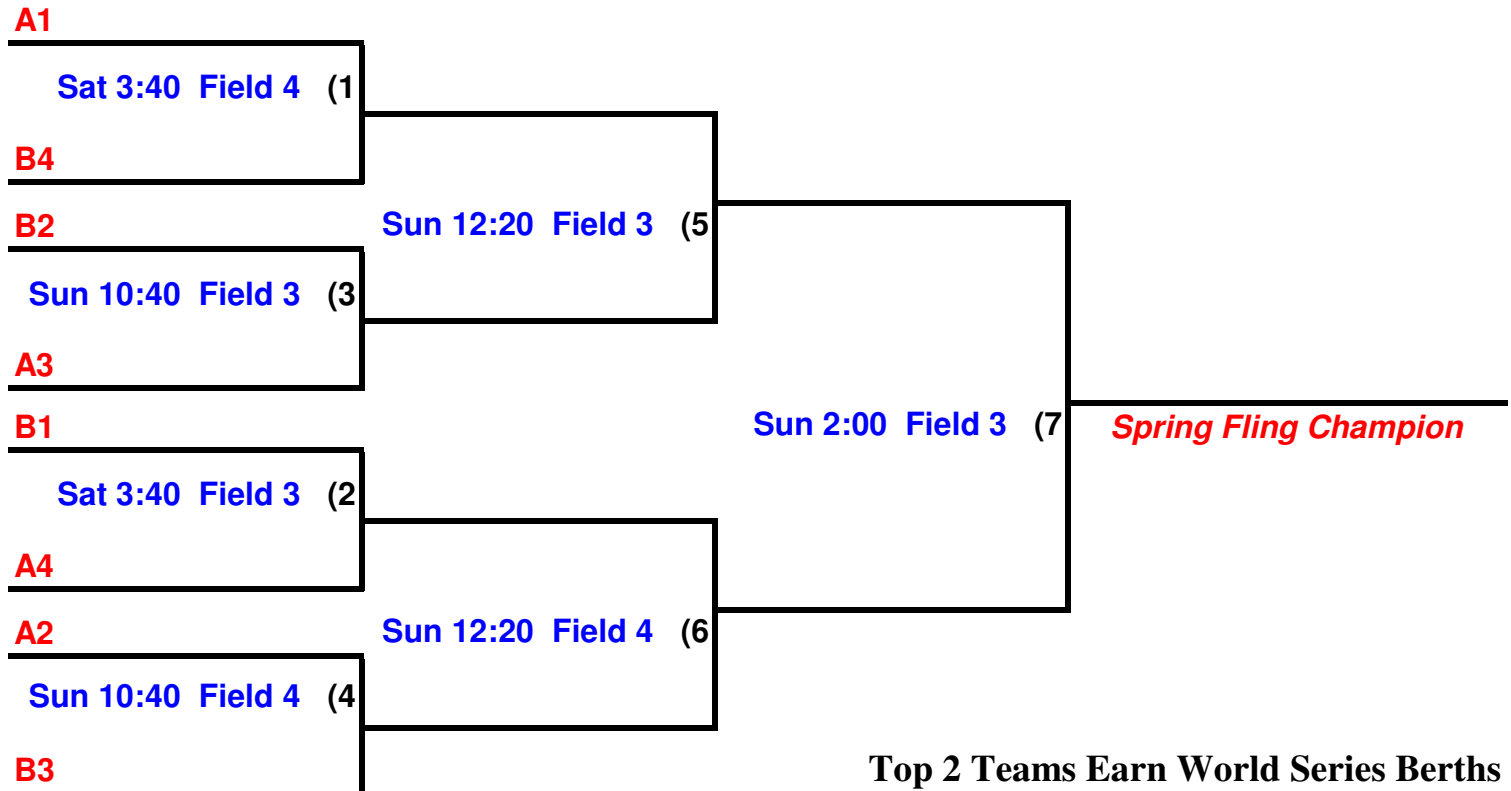 A1
Sat 3:40 Field 4 (1
B4
B2
Sun 12:20 Field 3 (5
Sun 10:40 Field 3 (3
A3
B1
Sun 2:00 Field 3 (7
Spring Fling Champion
Sat 3:40 Field 3 (2
A4
A2
Sun 12:20 Field 4 (6
Sun 10:40 Field 4 (4
B3
Top 2 Teams Earn World Series Berths